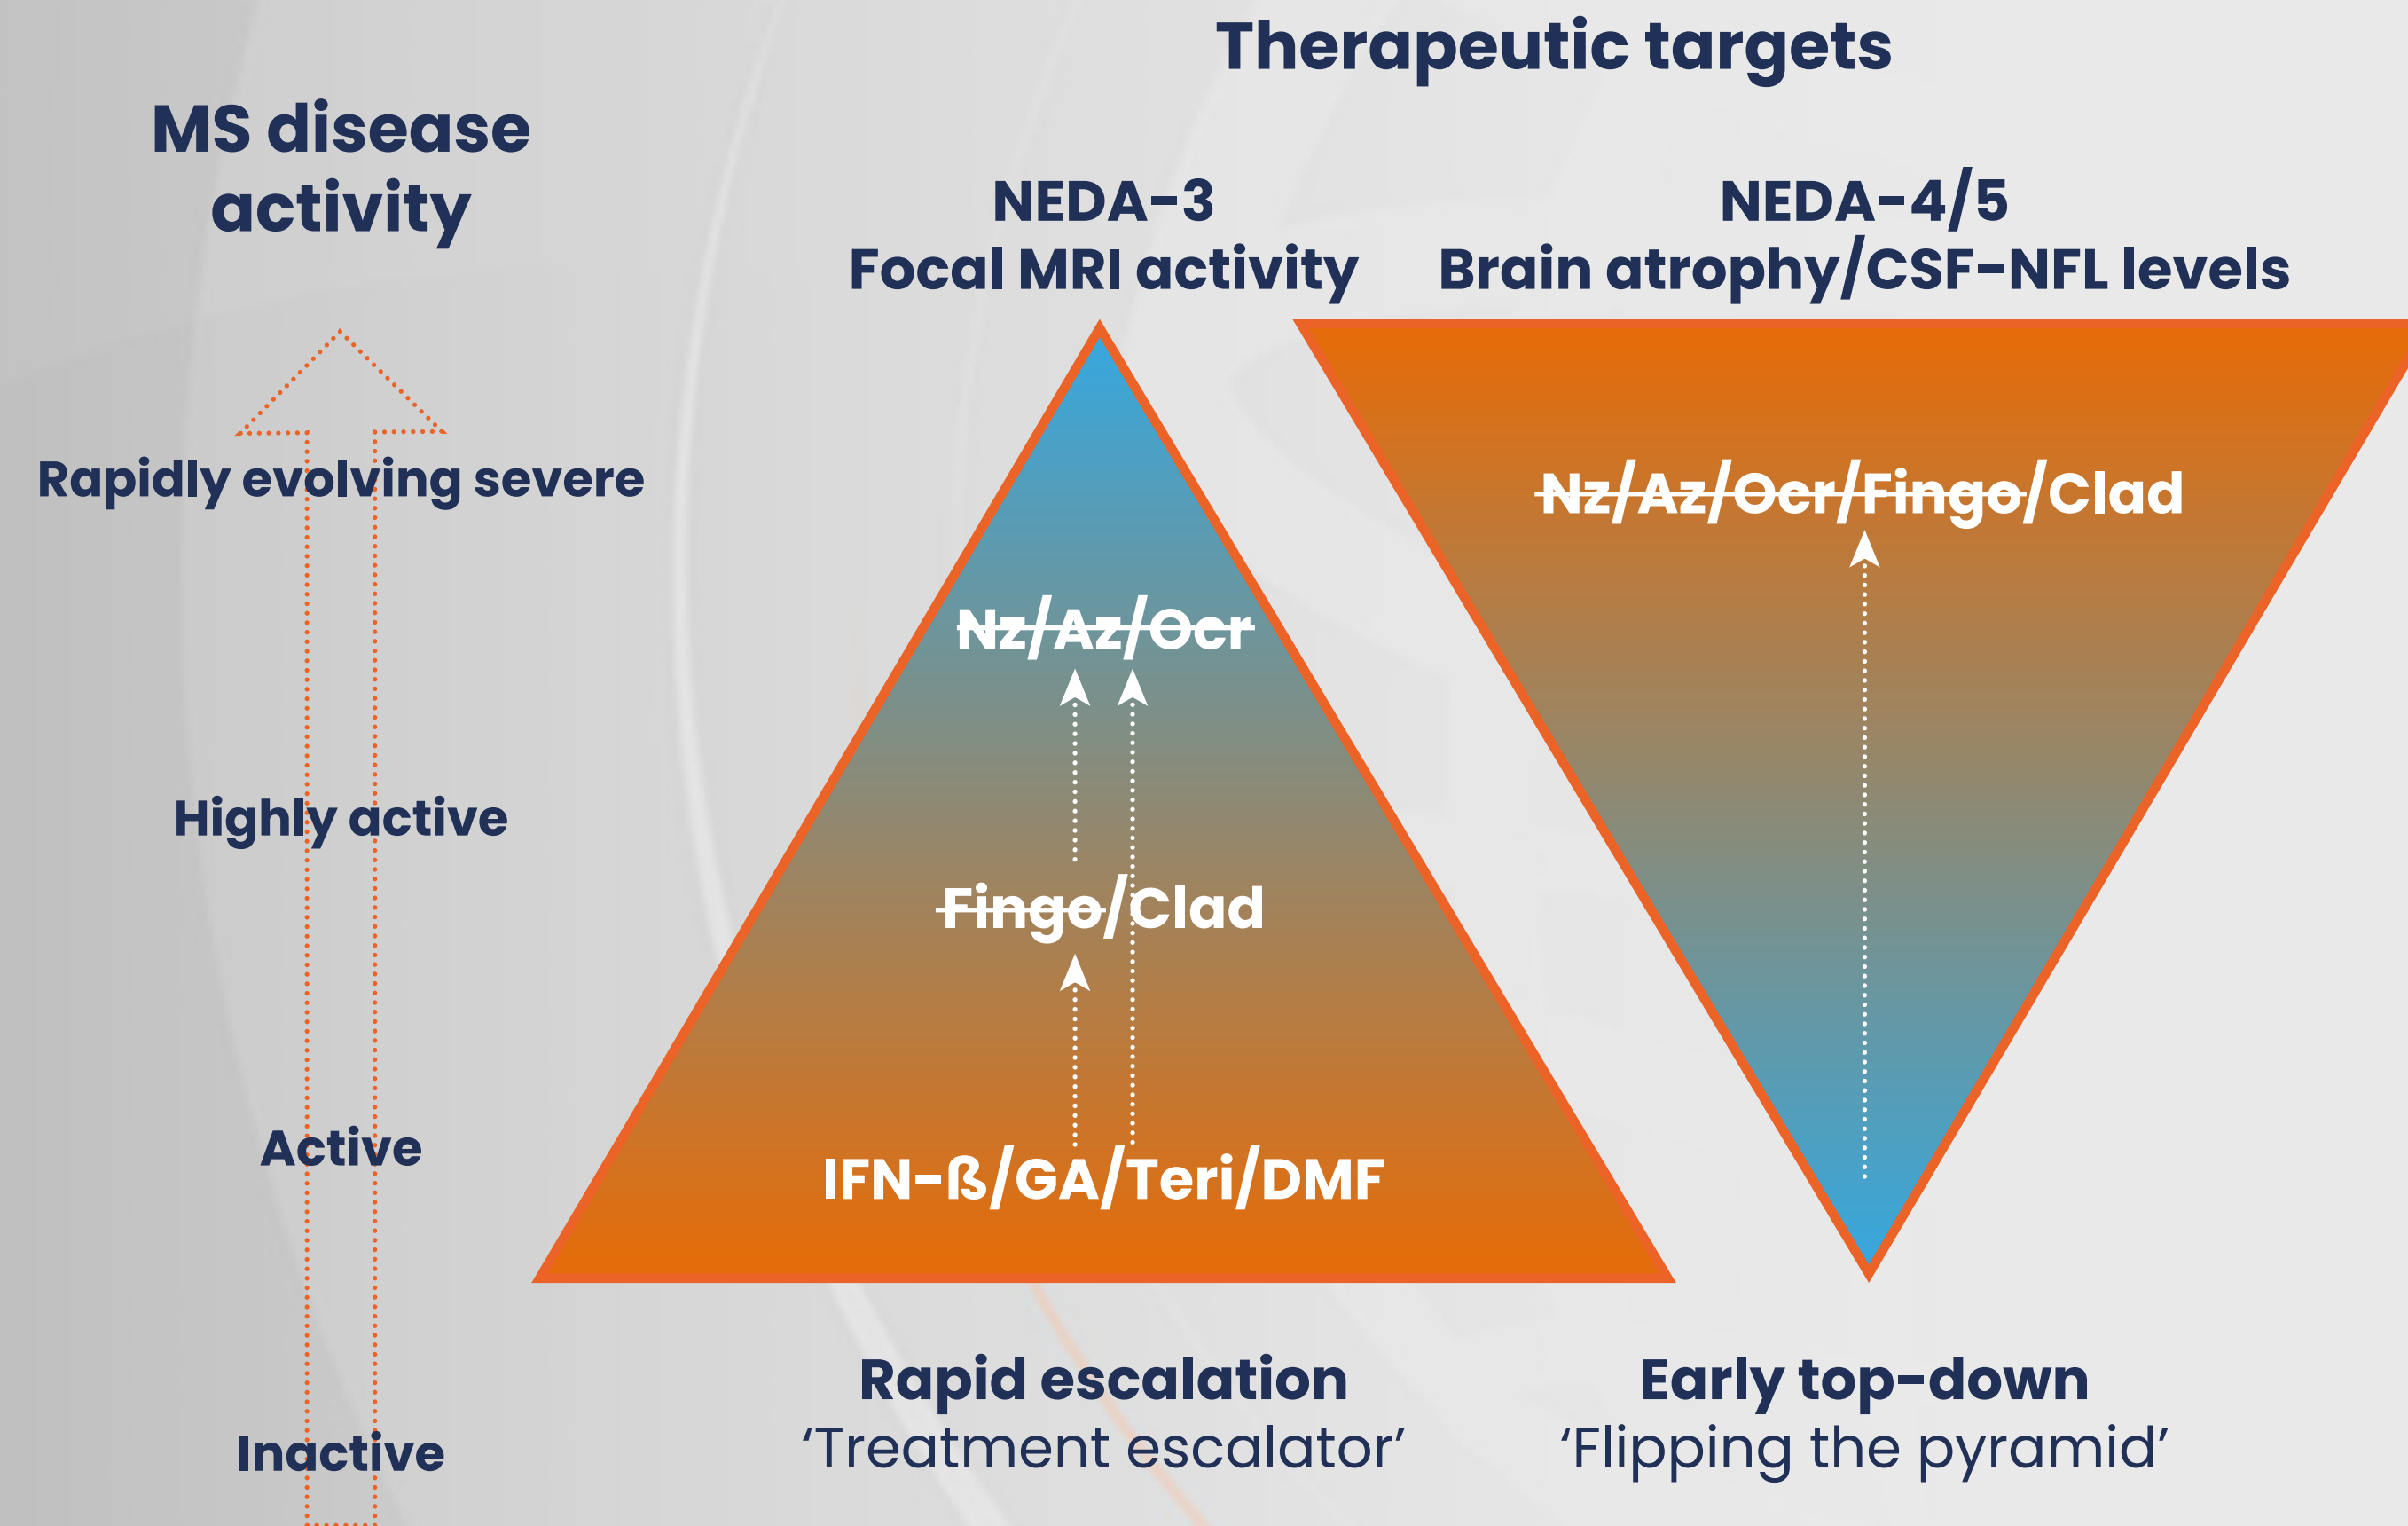 Therapeutic targets
MS disease
activity
NEDA-3
Focal MRI activity
NEDA-4/5
Brain atrophy/CSF-NFL levels
Rapidly evolving severe
Highly active
Active
Inactive
Nz/Az/Ocr
Fingo/Clad
IFN-ß/GA/Teri/DMF
Nz/Az/Ocr/Fingo/Clad
Rapid escalation
‘Treatment escalator’
Early top-down
‘Flipping the pyramid’